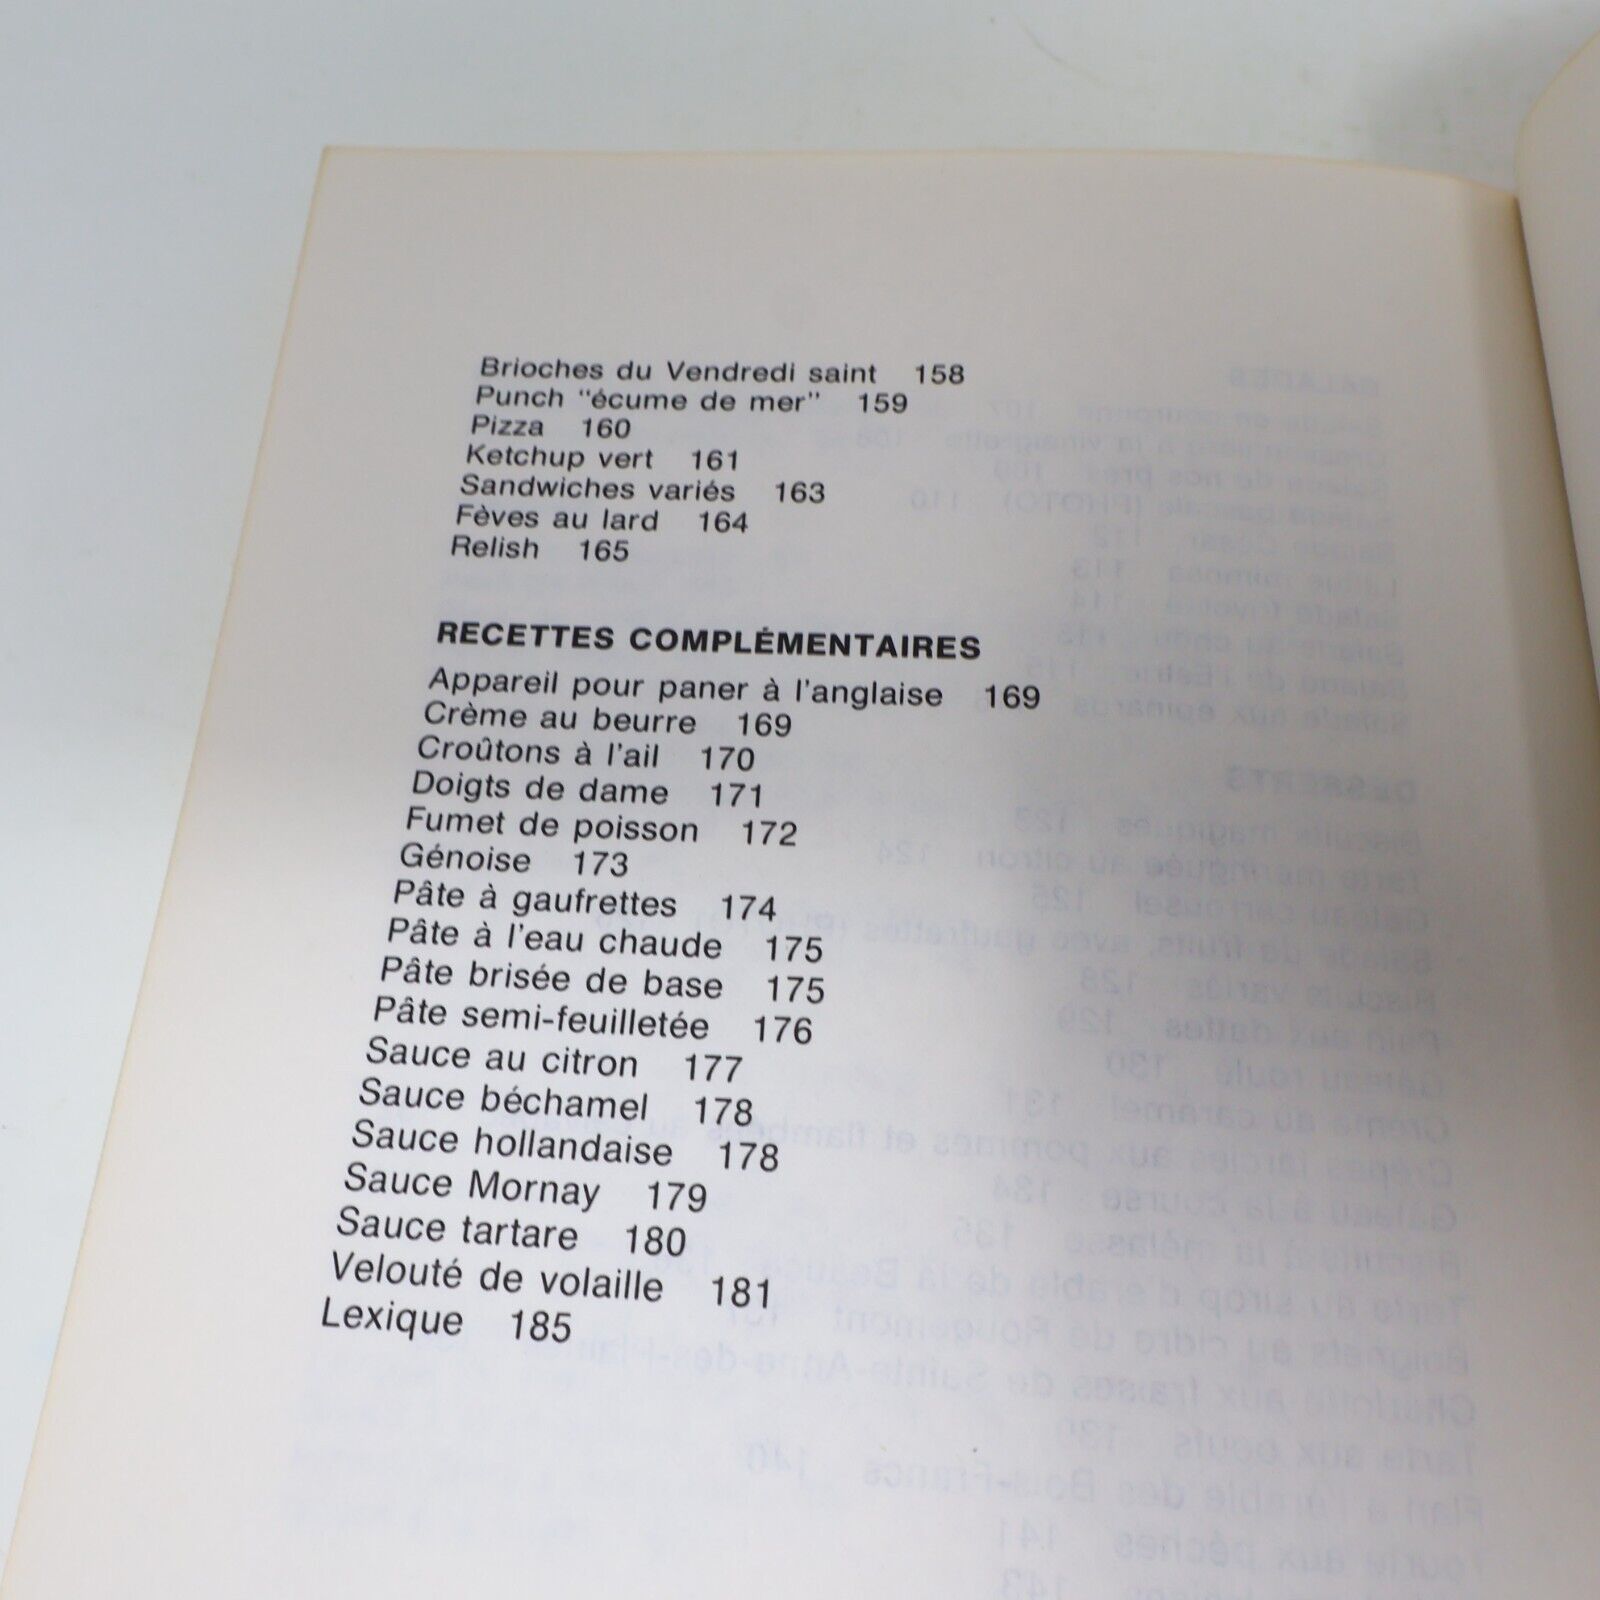 Brioches du Vendredi saint 158
Punch "écume de mer" 159
Pizza 160
Ketchup vert 161
Sandwiches variés 163
Fèves au lard 164
Relish 165
RECETTES COMPLÉMENTAIRES
Appareil pour paner à l'anglaise 169
Crème au beurre 169
Croûtons à l'ail 170
Doigts de dame 171
Fumet de poisson 172
Génoise 173
Pâte à gaufrettes 174
Pâte à l'eau chaude 175
Pâte brisée de base 175
Pâte semi-feuilletée 176
Sauce au citron 177
Sauce béchamel 178
Sauce hollandaise 178
Sauce Mornay 179
Sauce tartare 180
Velouté de volaille 181
Lexique 185